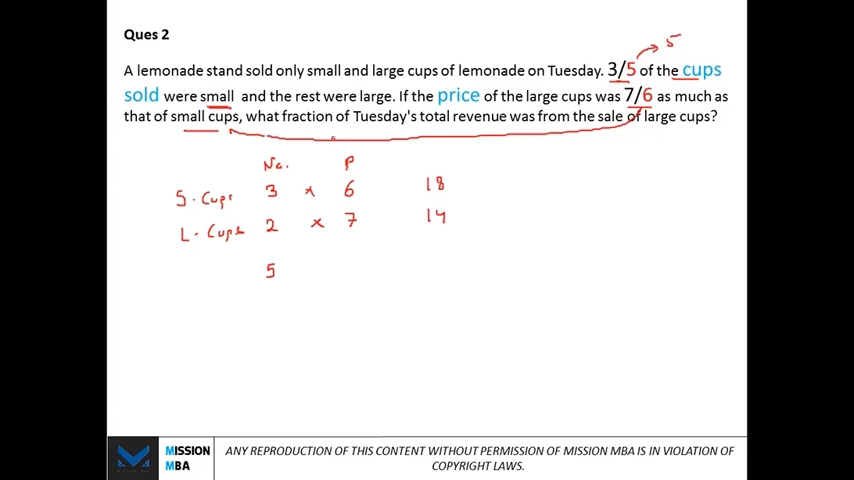 Ques 2
5
A lemonade stand sold only small and large cups of lemonade on Tuesday. 3/5 of the cups
sold were small and the rest were large. If the price of the large cups was 7/6 as much as
that of small cups, what fraction of Tuesday's total revenue was from the sale of large cups?
No. P
S. Cups 3 x 6 18
L. Cups 2 x 7 14
5
MISSION
MBA
ANY REPRODUCTION OF THIS CONTENT WITHOUT PERMISSION OF MISSION MBA IS IN VIOLATION OF
COPYRIGHT LAWS.